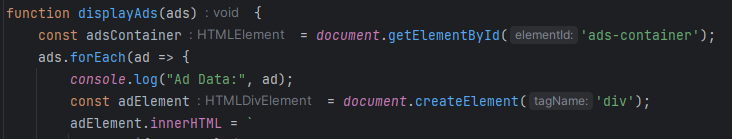 function displayAds(ads) : void {
const adsContainer : HTMLElement = document.getElementById( elementId: 'ads-container');
ads.forEach(ad => {
console.log("Ad Data:", ad);
const adElement : HTMLDivElement = document.createElement( tagName: 'div');
adElement.innerHTML = `